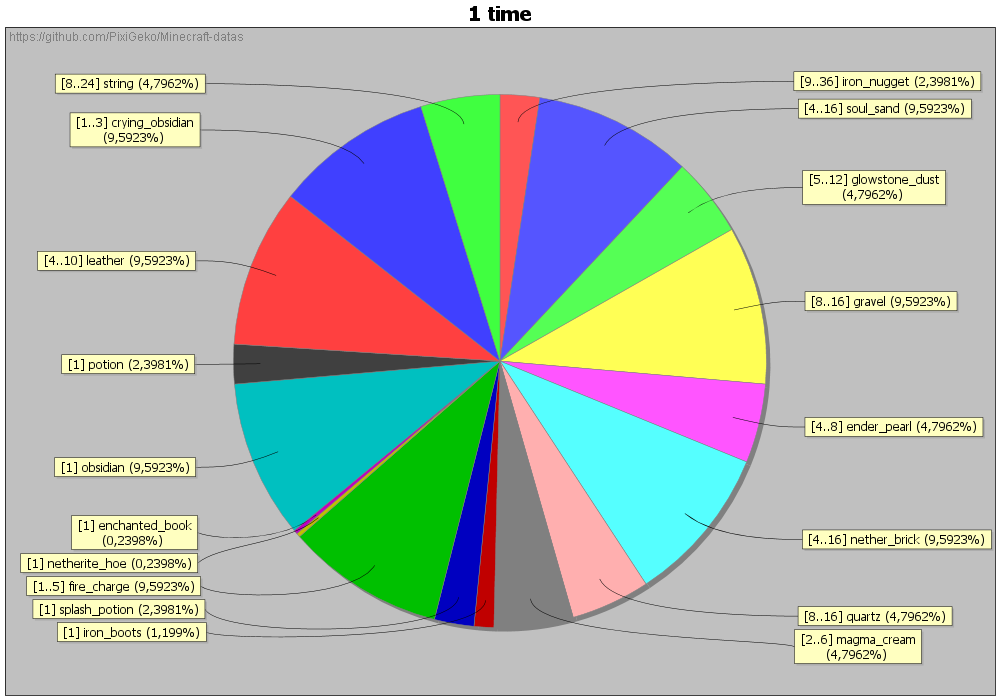 1 time
https://github.com/PixiGeko/Minecraft-datas
[8..24] string (4,7962%)
[1..3] crying_obsidian
(9,5923%)
[4..10] leather (9,5923%)
[1] potion (2,3981%)
[1] obsidian (9,5923%)
[1] enchanted_book
(0,2398%)
[1] netherite_hoe (0,2398%)
[1..5] fire_charge (9,5923%)
[1] splash_potion (2,3981%)
[1] iron_boots (1,199%)
[9..36] iron_nugget (2,3981%)
[4..16] soul_sand (9,5923%)
[5..12] glowstone_dust
(4,7962%)
[8..16] gravel (9,5923%)
[4..8] ender_pearl (4,7962%)
[4..16] nether_brick (9,5923%)
[8..16] quartz (4,7962%)
[2..6] magma_cream
(4,7962%)